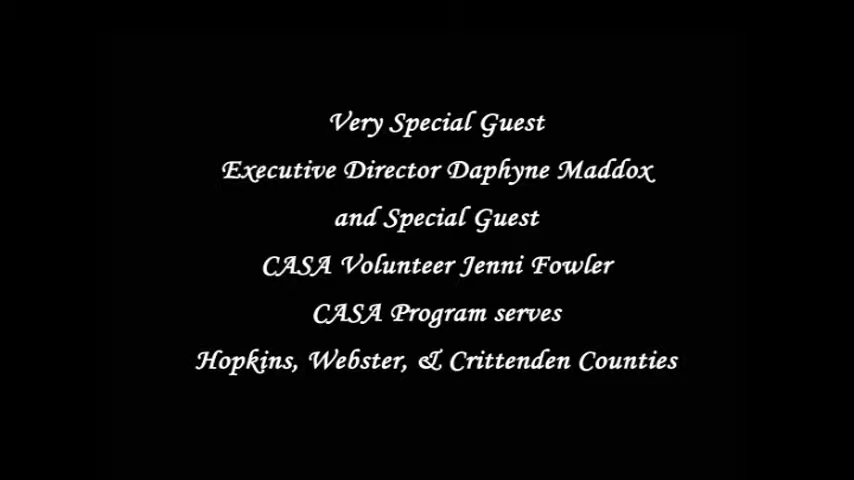 Very Special Guest
Executive Director Daphyne Maddox
and Special Guest
CASA Volunteer Jenni Fowler
CASA Program serves
Hopkins, Webster, & Crittenden Counties